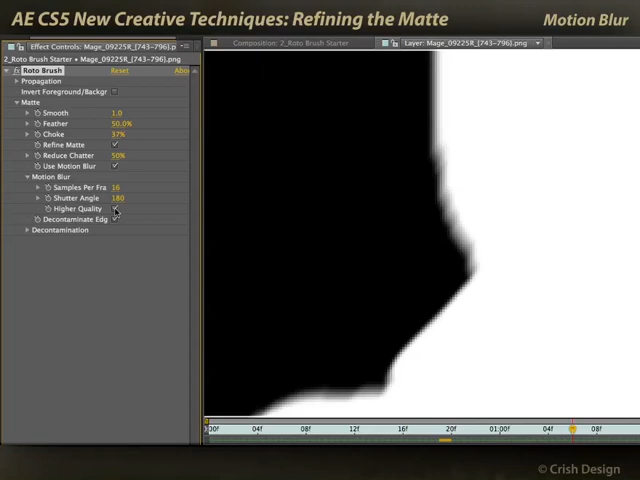 AE CS5 New Creative Techniques: Refining the Matte
Motion Blur
Effect Controls: Mage_09225R_[743-796].p
Composition: 2_Roto Brush Starter
Layer: Mage_09225R_[743-796].png
2_Roto Brush Starter • Mage_09225R_[743-796].png
fx Roto Brush Reset Abou
Propagation
Invert Foreground/Backgr
Matte
Smooth 1.0
Feather 50.0%
Choke 37%
Refine Matte
Reduce Chatter 50%
Use Motion Blur
Motion Blur
Samples Per Fra 16
Shutter Angle 180
Higher Quality
Decontaminate Edg
Decontamination
00f 04f 08f 12f 16f 20f 01:00f 04f 08f
© Crish Design